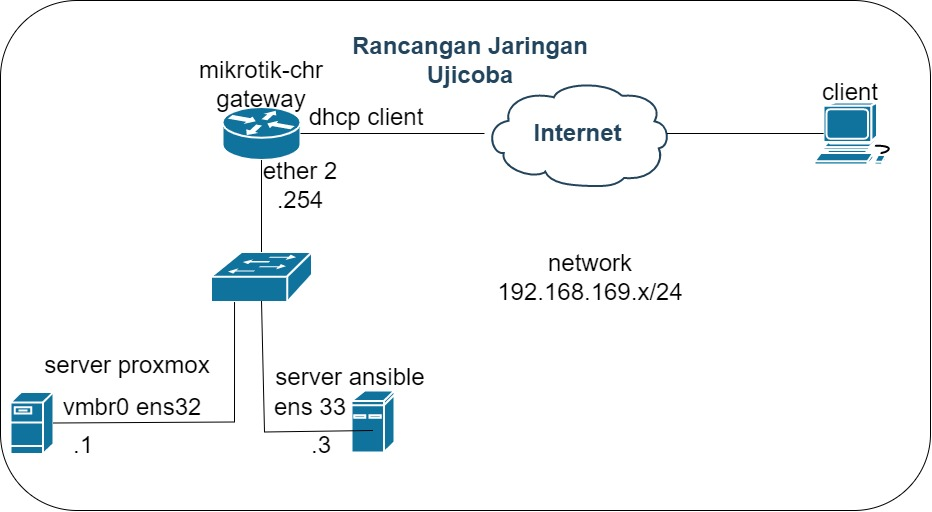 Rancangan Jaringan
Ujicoba
mikrotik-chr
gateway
dhcp client
Internet
client
ether 2
.254
network
192.168.169.x/24
server proxmox
vmbr0 ens32
.1
server ansible
ens 33
.3